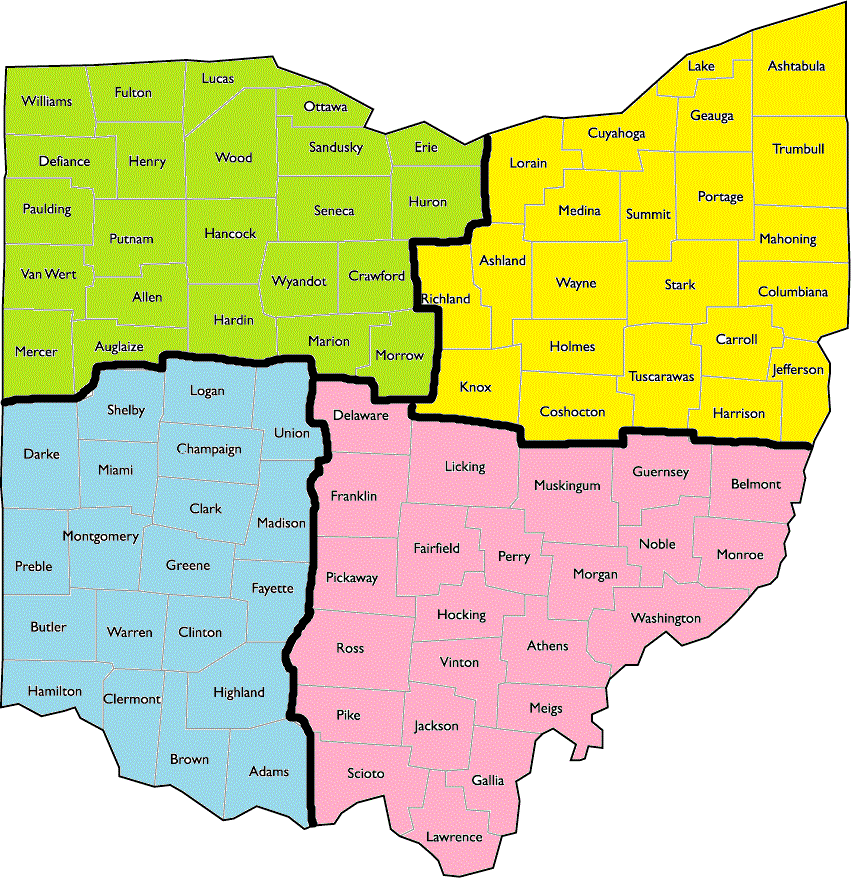 Lake
Ashtabula
Lucas
Williams
Fulton
Ottawa
Geauga
Cuyahoga
Sandusky
Erie
Trumbull
Defiance
Henry
Wood
Lorain
Portage
Paulding
Huron
Medina
Summit
Seneca
Putnam
Hancock
Mahoning
Ashland
Van Wert
Wyandot
Crawford
Wayne
Stark
Columbiana
Allen
Richland
Hardin
Marion
Carroll
Mercer
Auglaize
Morrow
Holmes
Jefferson
Tuscarawas
Logan
Knox
Shelby
Delaware
Coshocton
Harrison
Union
Darke
Champaign
Miami
Licking
Guernsey
Muskingum
Belmont
Franklin
Clark
Madison
Montgomery
Fairfield
Perry
Noble
Monroe
Preble
Greene
Pickaway
Morgan
Fayette
Hocking
Washington
Butler
Warren
Clinton
Ross
Athens
Vinton
Hamilton
Clermont
Highland
Pike
Jackson
Meigs
Brown
Adams
Scioto
Gallia
Lawrence